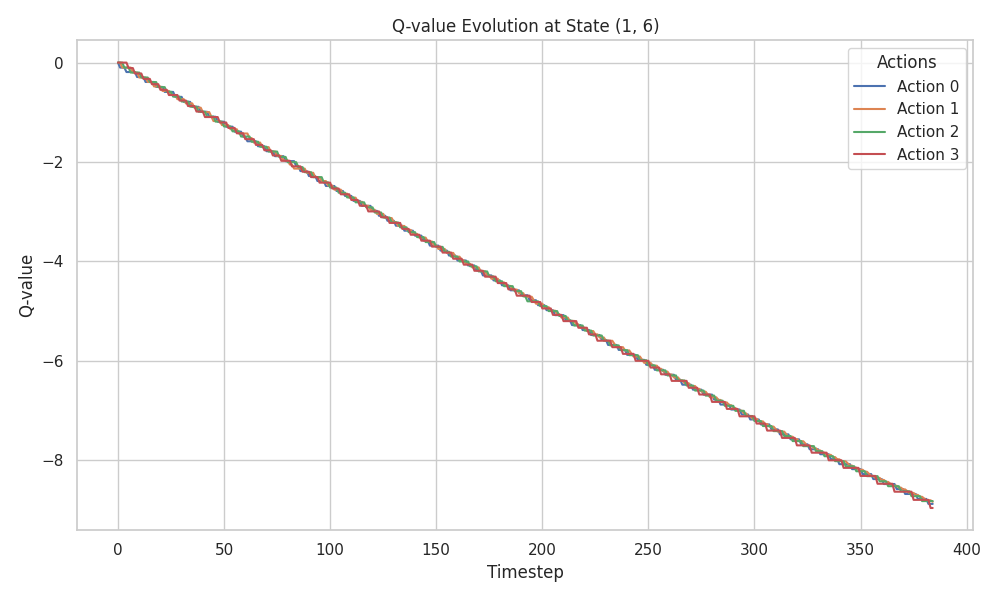 Q-value Evolution at State (1, 6)
Actions
Action 0
Action 1
Action 2
Action 3
Q-value
0
−2
−4
−6
−8
0 50 100 150 200 250 300 350 400
Timestep